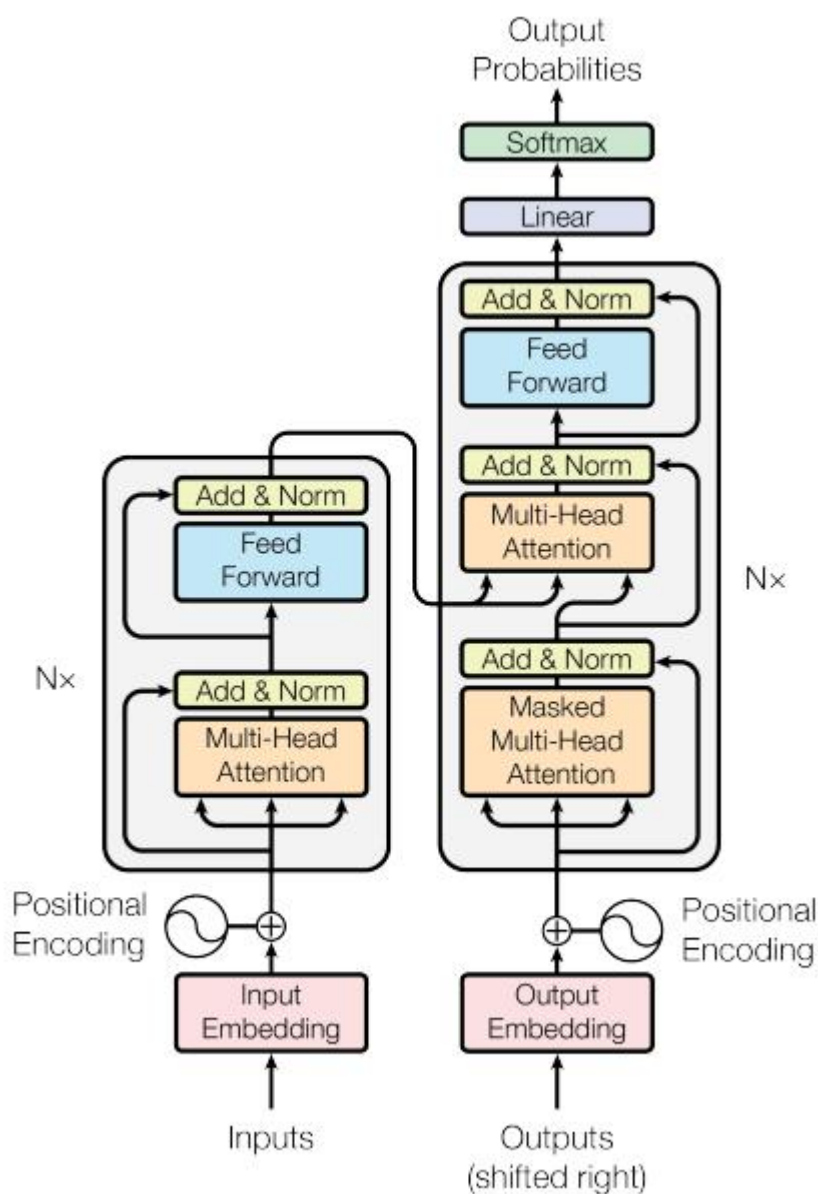 Output
Probabilities
Softmax
Linear
Add & Norm
Feed
Forward
Add & Norm
Multi-Head
Attention
Nx
Add & Norm
Masked
Multi-Head
Attention
Add & Norm
Feed
Forward
Nx
Add & Norm
Multi-Head
Attention
Positional
Encoding
Positional
Encoding
Input
Embedding
Output
Embedding
Inputs
Outputs
(shifted right)